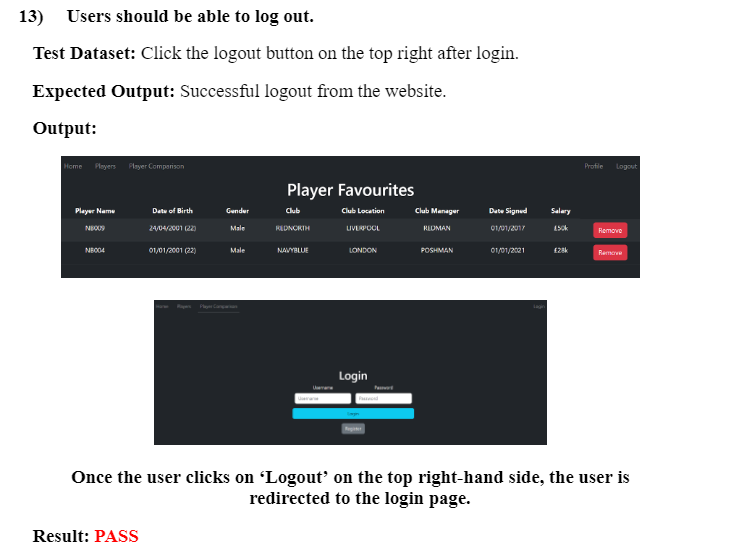 13) Users should be able to log out.
Test Dataset: Click the logout button on the top right after login.
Expected Output: Successful logout from the website.
Output:
Home Players Player Comparison Profile Logout
Player Favourites
Player Name Date of Birth Gender Club Club Location Club Manager Date Signed Salary
NB009 24/04/2001 (22) Male REDNORTH LIVERPOOL REDMAN 01/01/2017 £50k Remove
NB004 01/01/2001 (22) Male NAVYBLUE LONDON POSHMAN 01/01/2021 £28k Remove
Home Players Player Comparison Login
Login
Username Password
Username Password
Login
Register
Once the user clicks on ‘Logout’ on the top right-hand side, the user is
redirected to the login page.
Result: PASS